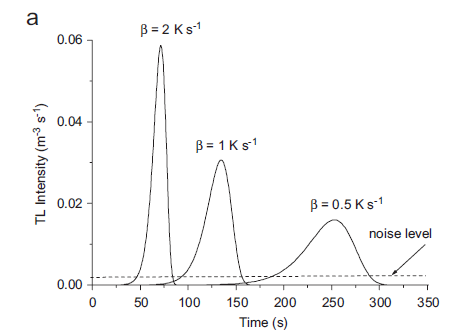 a
β = 2 K s⁻¹
0.06
0.04
0.02
0.00
TL Intensity (m⁻³ s⁻¹)
β = 1 K s⁻¹
β = 0.5 K s⁻¹
noise level
0 50 100 150 200 250 300 350
Time (s)